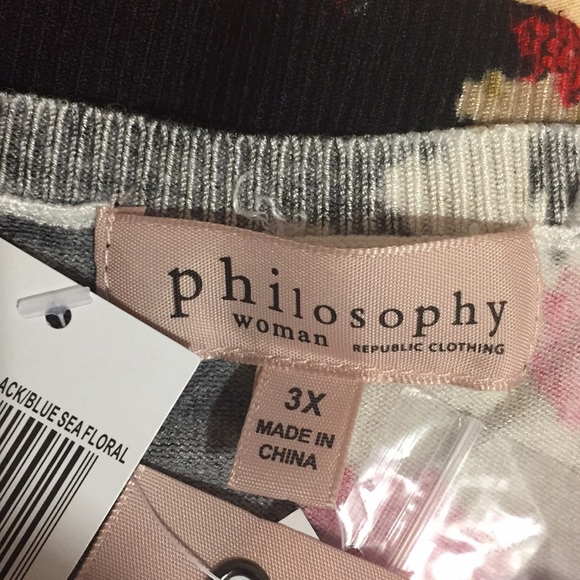 philosophy
woman REPUBLIC CLOTHING
3X
MADE IN
CHINA
ACK/BLUE SEA FLORAL